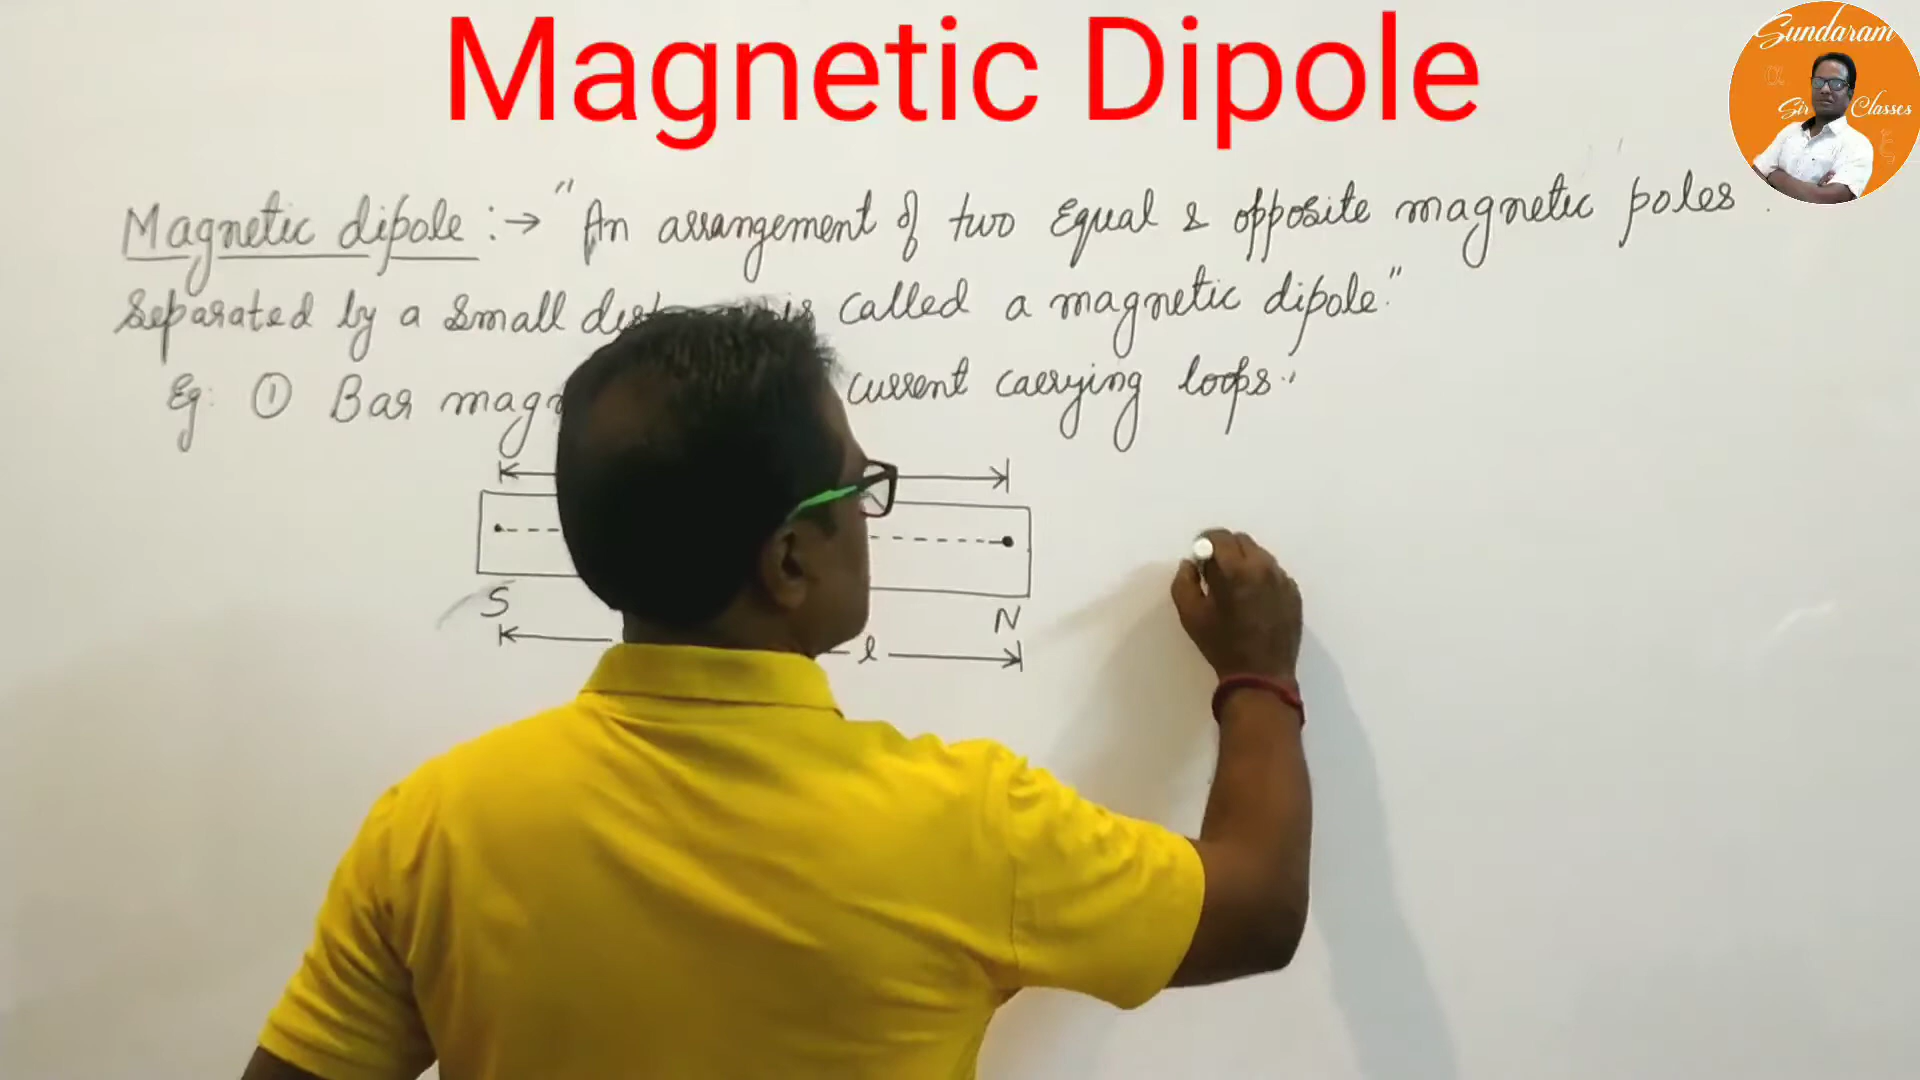 Magnetic Dipole
Sundaram
Sir Classes
Magnetic dipole :→ "An arrangement of two Equal & opposite magnetic poles
Separated by a small is called a magnetic dipole."
Eg: ① Bar current carrying loops"
S
N
l